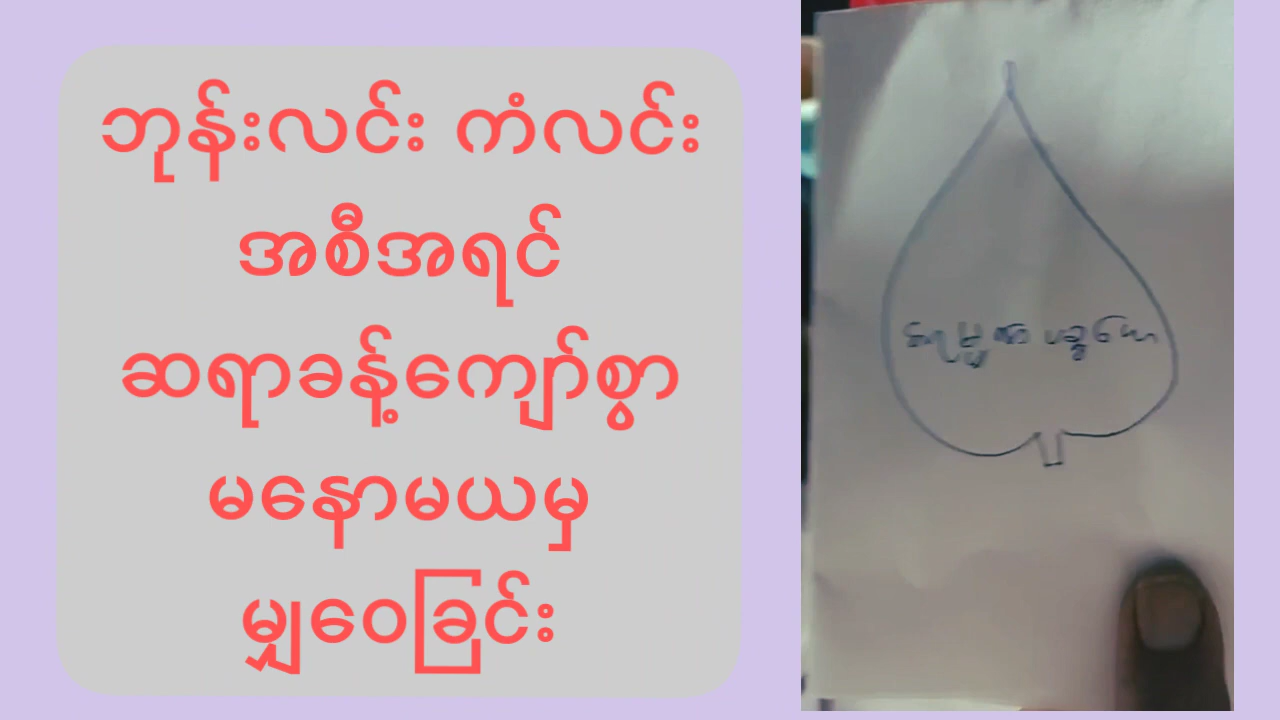 ဘုန်းလင်း ကံလင်း
အစီအရင်
ဆရာခန့်ကျော်စွာ
မနောမယမှ
မျှဝေခြင်း